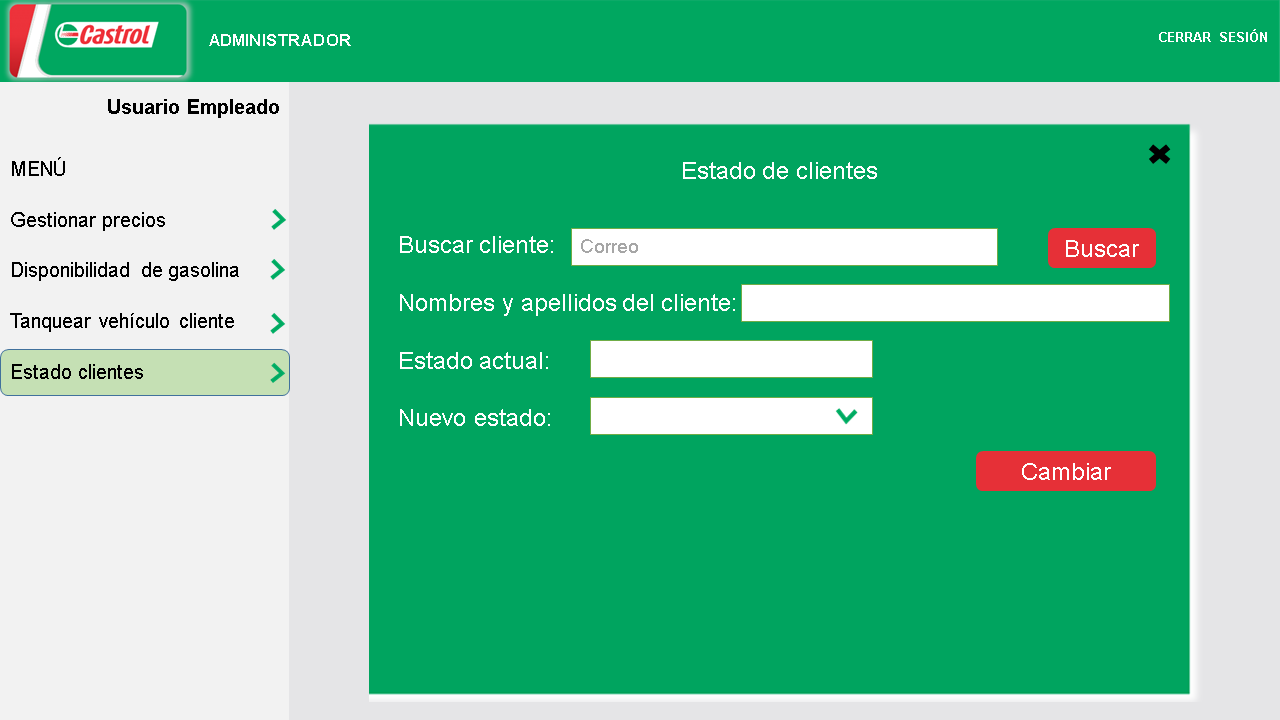 Castrol
ADMINISTRADOR
CERRAR SESIÓN
Usuario Empleado
MENÚ
Gestionar precios
Disponibilidad de gasolina
Tanquear vehículo cliente
Estado clientes
Estado de clientes
Buscar cliente: Correo Buscar
Nombres y apellidos del cliente:
Estado actual:
Nuevo estado:
Cambiar